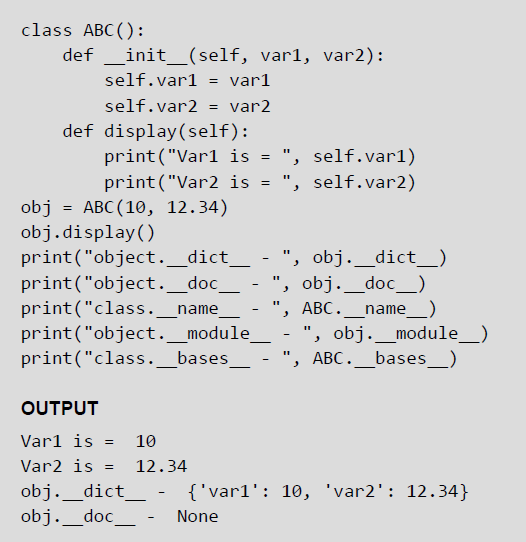 class ABC():
    def __init__(self, var1, var2):
        self.var1 = var1
        self.var2 = var2
    def display(self):
        print("Var1 is = ", self.var1)
        print("Var2 is = ", self.var2)
obj = ABC(10, 12.34)
obj.display()
print("object.__dict__ - ", obj.__dict__)
print("object.__doc__ - ", obj.__doc__)
print("class.__name__ - ", ABC.__name__)
print("object.__module__ - ", obj.__module__)
print("class.__bases__ - ", ABC.__bases__)
OUTPUT
Var1 is =  10
Var2 is =  12.34
obj.__dict__ -  {'var1': 10, 'var2': 12.34}
obj.__doc__ -  None